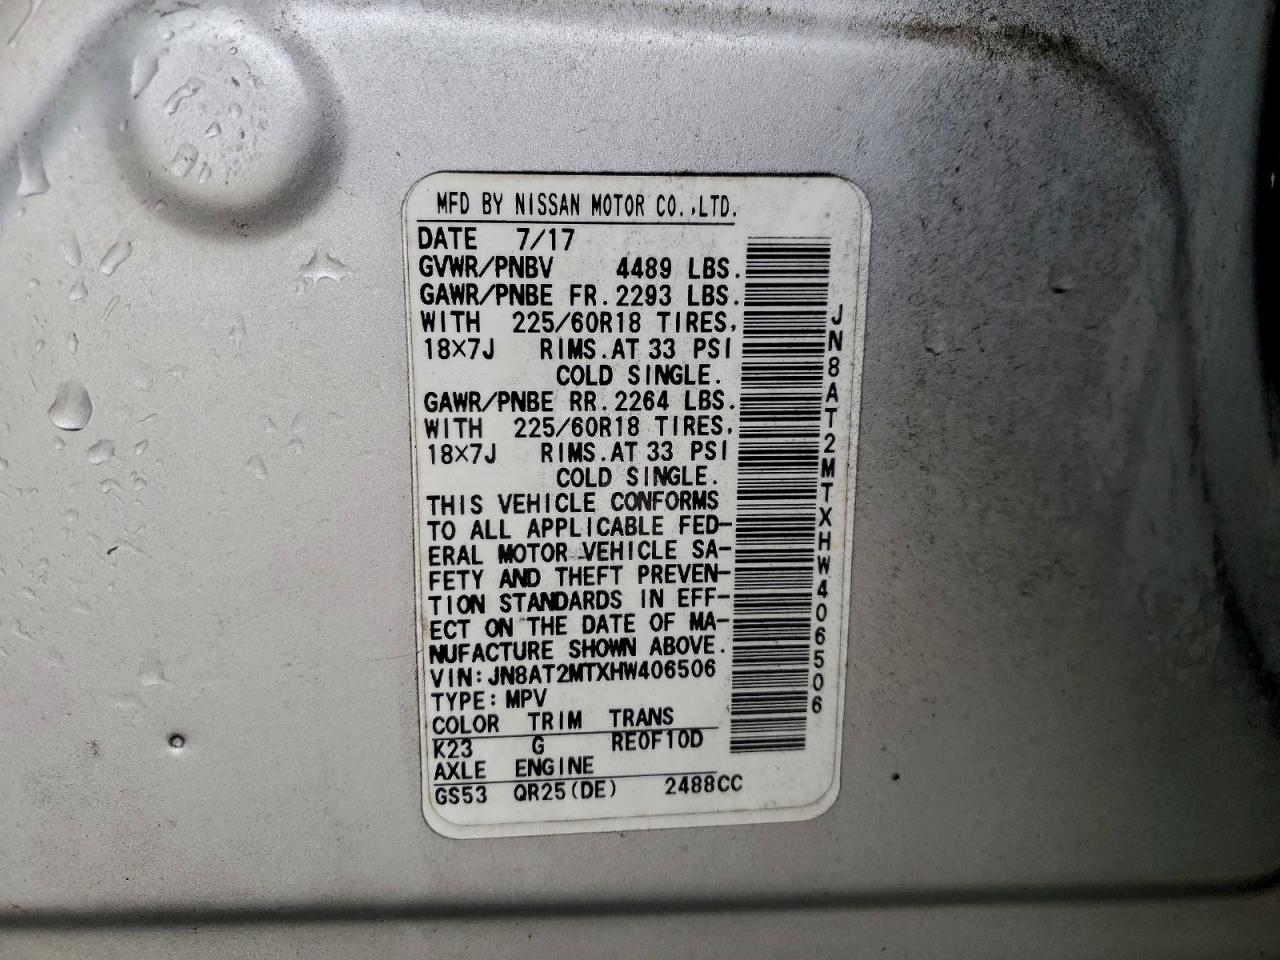 MFD BY NISSAN MOTOR CO.,LTD.
DATE 7/17
GVWR/PNBV 4489 LBS.
GAWR/PNBE FR.2293 LBS.
WITH 225/60R18 TIRES,
18×7J RIMS.AT 33 PSI
COLD SINGLE.
GAWR/PNBE RR.2264 LBS.
WITH 225/60R18 TIRES,
18×7J RIMS.AT 33 PSI
COLD SINGLE.
THIS VEHICLE CONFORMS
TO ALL APPLICABLE FED-
ERAL MOTOR VEHICLE SA-
FETY AND THEFT PREVEN-
TION STANDARDS IN EFF-
ECT ON THE DATE OF MA-
NUFACTURE SHOWN ABOVE.
VIN:JN8AT2MTXHW406506
TYPE:MPV
COLOR TRIM TRANS
K23 G RE0F10D
AXLE ENGINE
GS53 QR25(DE) 2488CC
JN8AT2MTXHW406506